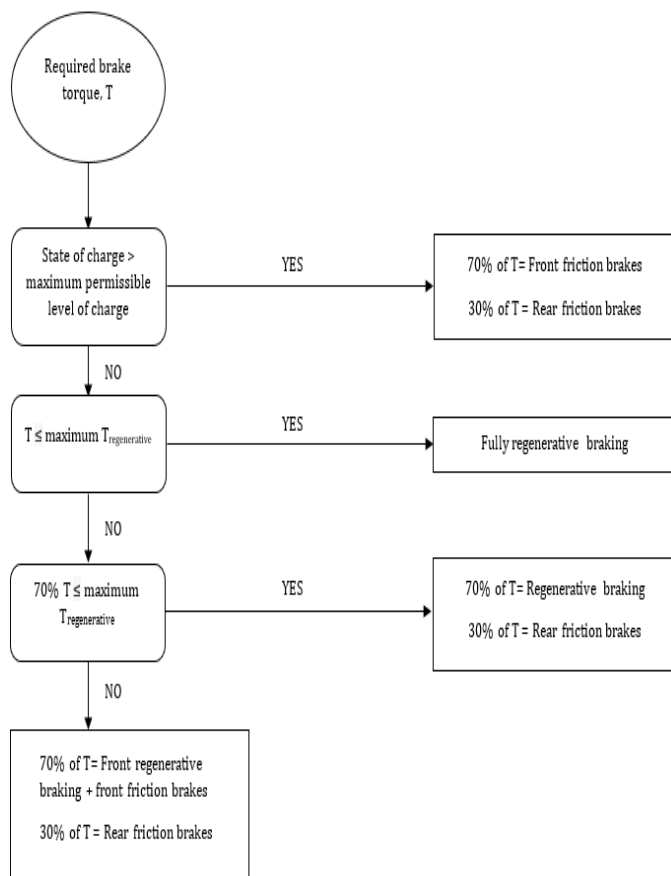 Required brake
torque, T
State of charge >
maximum permissible
level of charge
YES
70% of T= Front friction brakes
30% of T = Rear friction brakes
NO
T ≤ maximum Tregenerative
YES
Fully regenerative braking
NO
70% T ≤ maximum
Tregenerative
YES
70% of T= Regenerative braking
30% of T = Rear friction brakes
NO
70% of T= Front regenerative
braking + front friction brakes
30% of T = Rear friction brakes